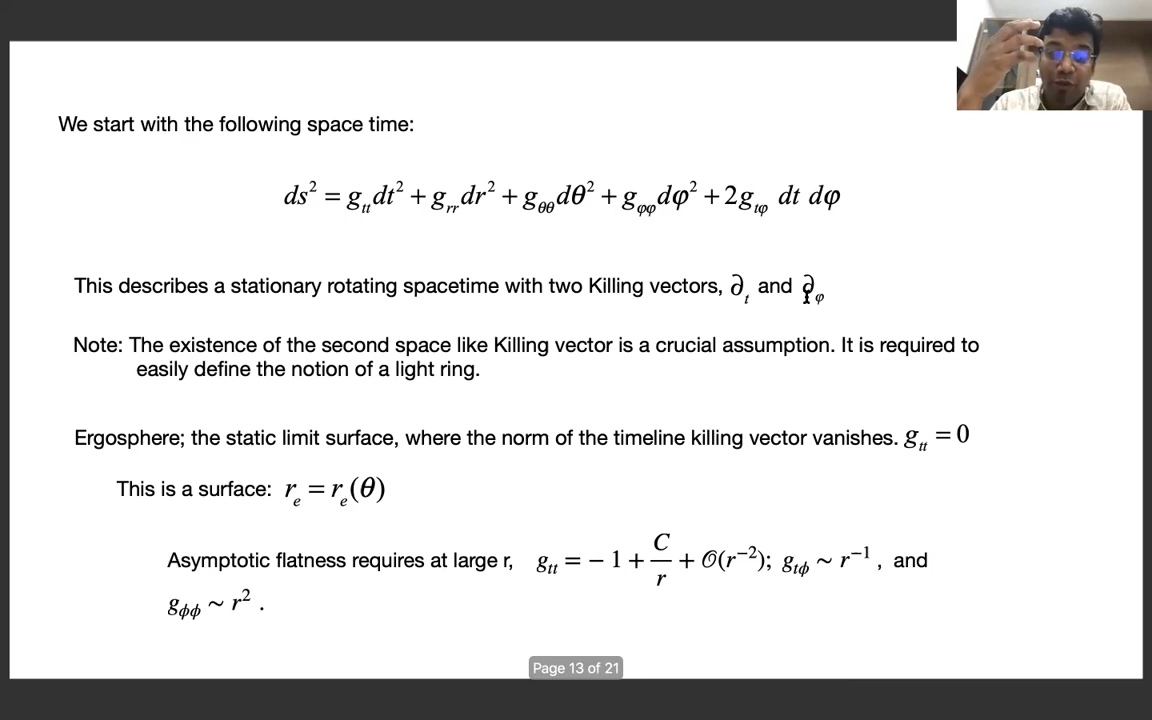 We start with the following space time:
ds² = g_tt dt² + g_rr dr² + g_θθ dθ² + g_φφ dφ² + 2g_tφ dt dφ
This describes a stationary rotating spacetime with two Killing vectors, ∂_t and ∂_φ
Note: The existence of the second space like Killing vector is a crucial assumption. It is required to
easily define the notion of a light ring.
Ergosphere; the static limit surface, where the norm of the timeline killing vector vanishes. g_tt = 0
This is a surface: r_e = r_e(θ)
Asymptotic flatness requires at large r, g_tt = − 1 + C/r + 𝒪(r⁻²); g_tϕ ~ r⁻¹ , and
g_ϕϕ ~ r² .
Page 13 of 21